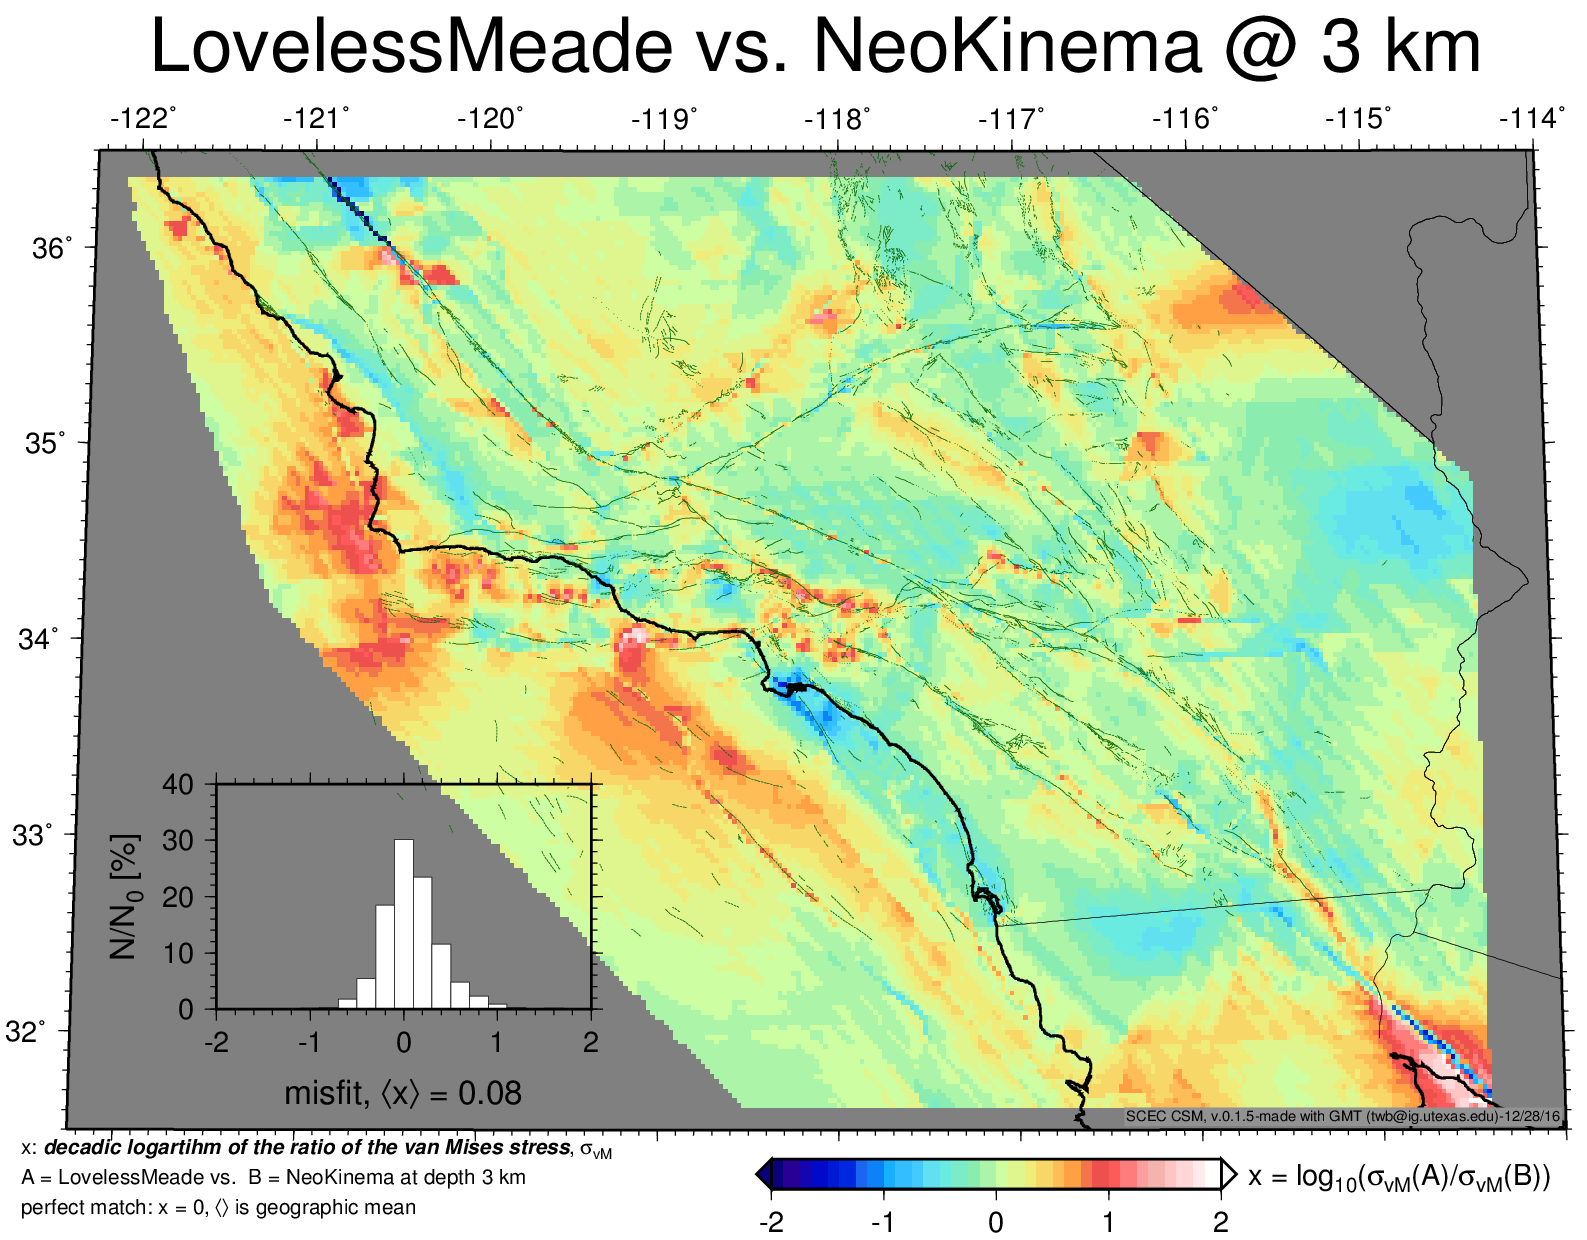 LovelessMeade vs. NeoKinema @ 3 km
-122˚ -121˚ -120˚ -119˚ -118˚ -117˚ -116˚ -115˚ -114˚
36˚
35˚
34˚
33˚
32˚
40
30
20
10
0
N/N0 [%]
-2 -1 0 1 2
misfit, ⟨x⟩ = 0.08
SCEC CSM, v.0.1.5-made with GMT (twb@ig.utexas.edu)-12/28/16
x: decadic logartihm of the ratio of the van Mises stress, σvM
A = LovelessMeade vs.  B = NeoKinema at depth 3 km
perfect match: x = 0, ⟨⟩ is geographic mean
x = log10(σvM(A)/σvM(B))
-2 -1 0 1 2